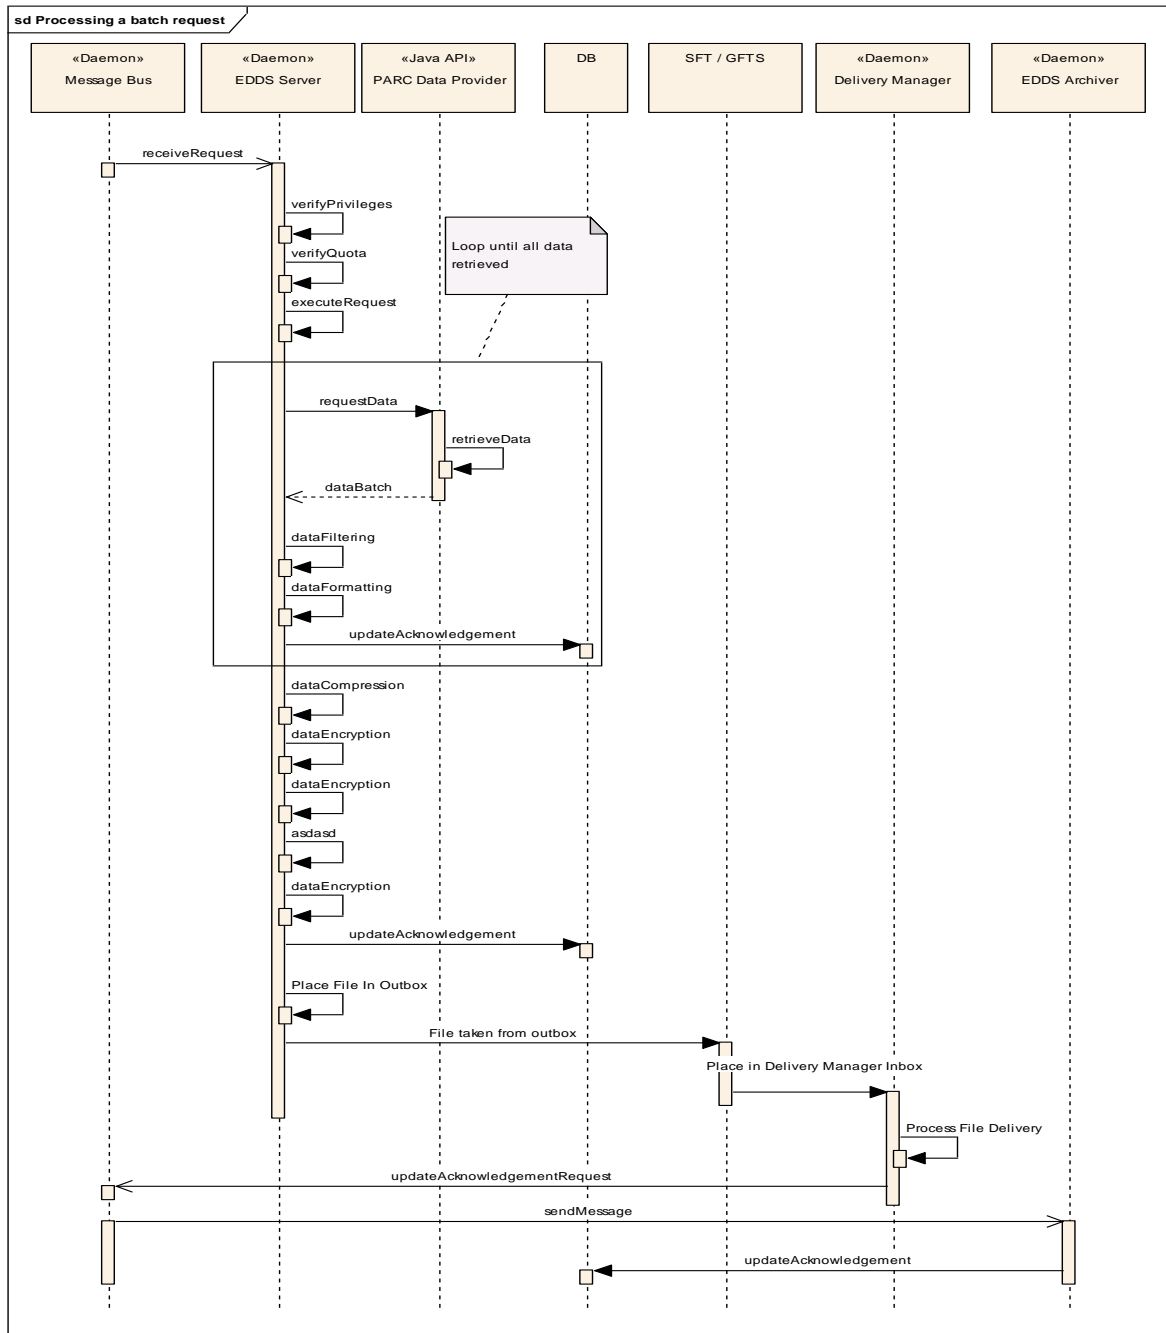 sd Processing a batch request
«Daemon»
Message Bus
«Daemon»
EDDS Server
«Java API»
PARC Data Provider
DB
SFT / GFTS
«Daemon»
Delivery Manager
«Daemon»
EDDS Archiver
receiveRequest
verifyPrivileges
verifyQuota
executeRequest
Loop until all data
retrieved
requestData
retrieveData
dataBatch
dataFiltering
dataFormatting
updateAcknowledgement
dataCompression
dataEncryption
dataEncryption
asdasd
dataEncryption
updateAcknowledgement
Place File In Outbox
File taken from outbox
Place in Delivery Manager Inbox
Process File Delivery
updateAcknowledgementRequest
sendMessage
updateAcknowledgement